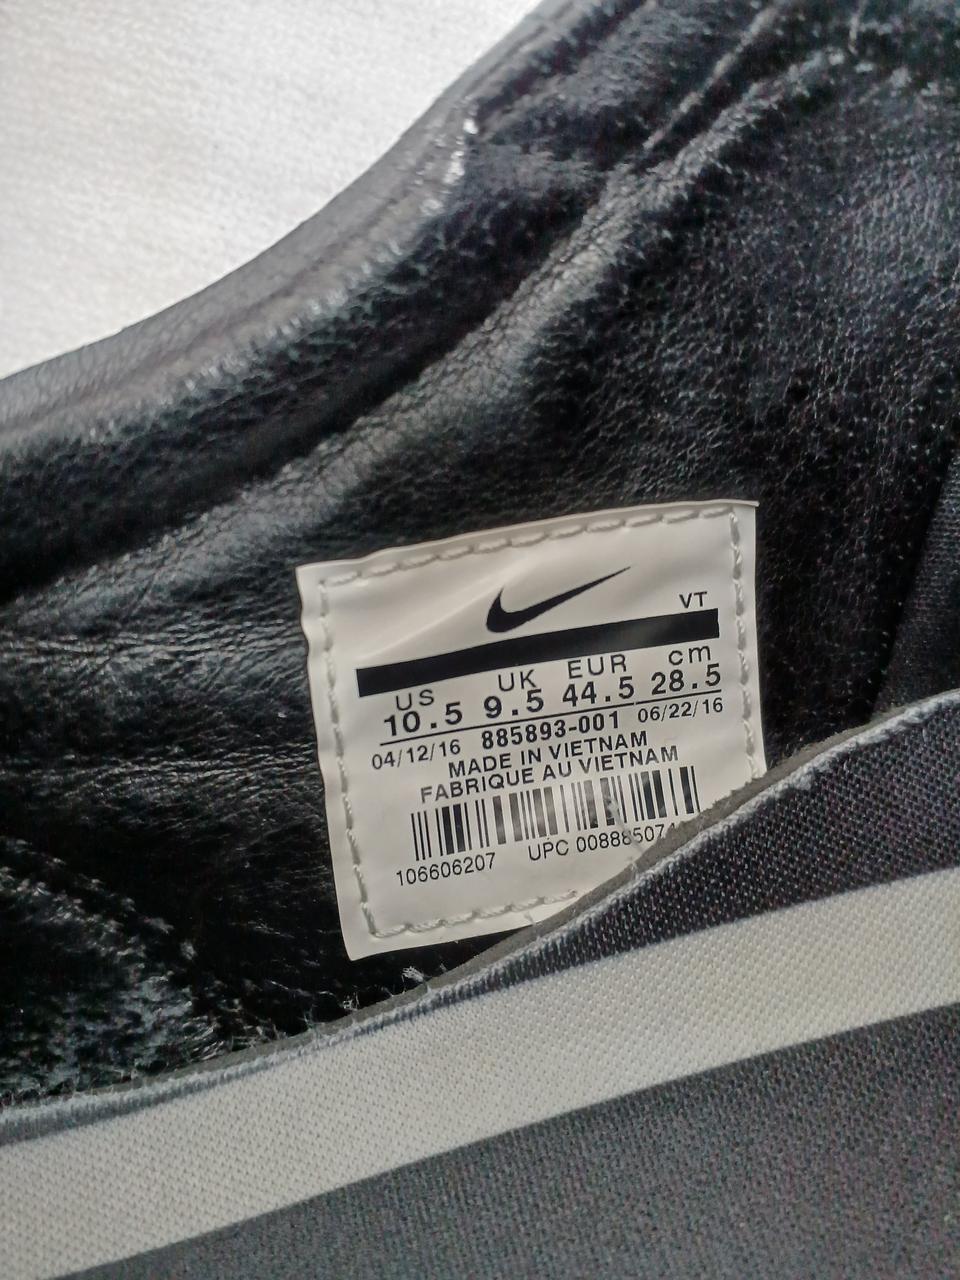 VT
US UK EUR cm
10.5 9.5 44.5 28.5
04/12/16 885893-001 06/22/16
MADE IN VIETNAM
FABRIQUE AU VIETNAM
106606207 UPC 00888507